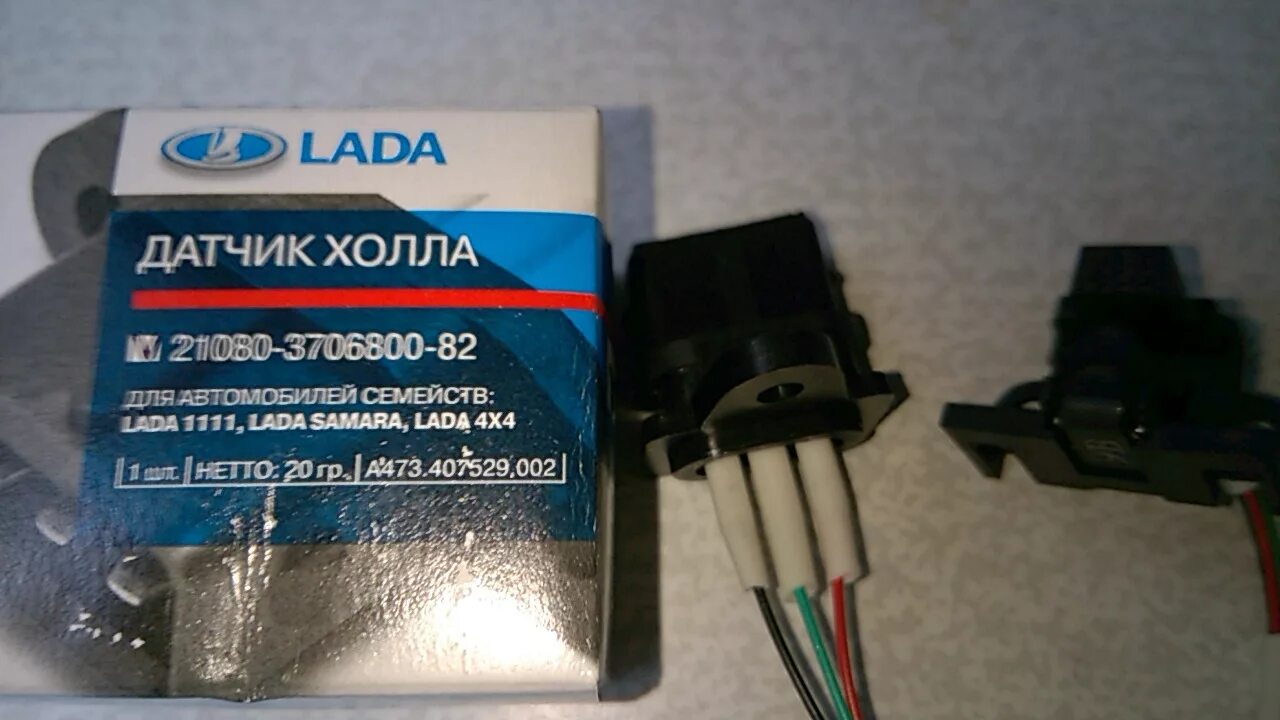 LADA
ДАТЧИК ХОЛЛА
21080-3706800-82
ДЛЯ АВТОМОБИЛЕЙ СЕМЕЙСТВ:
LADA 1111, LADA SAMARA, LADA 4X4
1 шт. НЕТТО: 20 гр. А473.407529.002